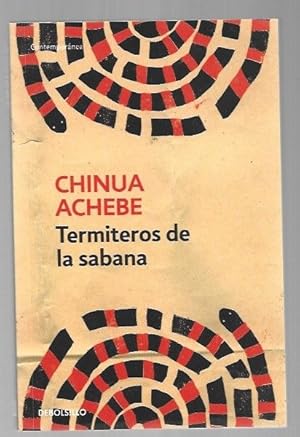 Contemporánea
CHINUA
ACHEBE
Termiteros de
la sabana
DEBOLSILLO